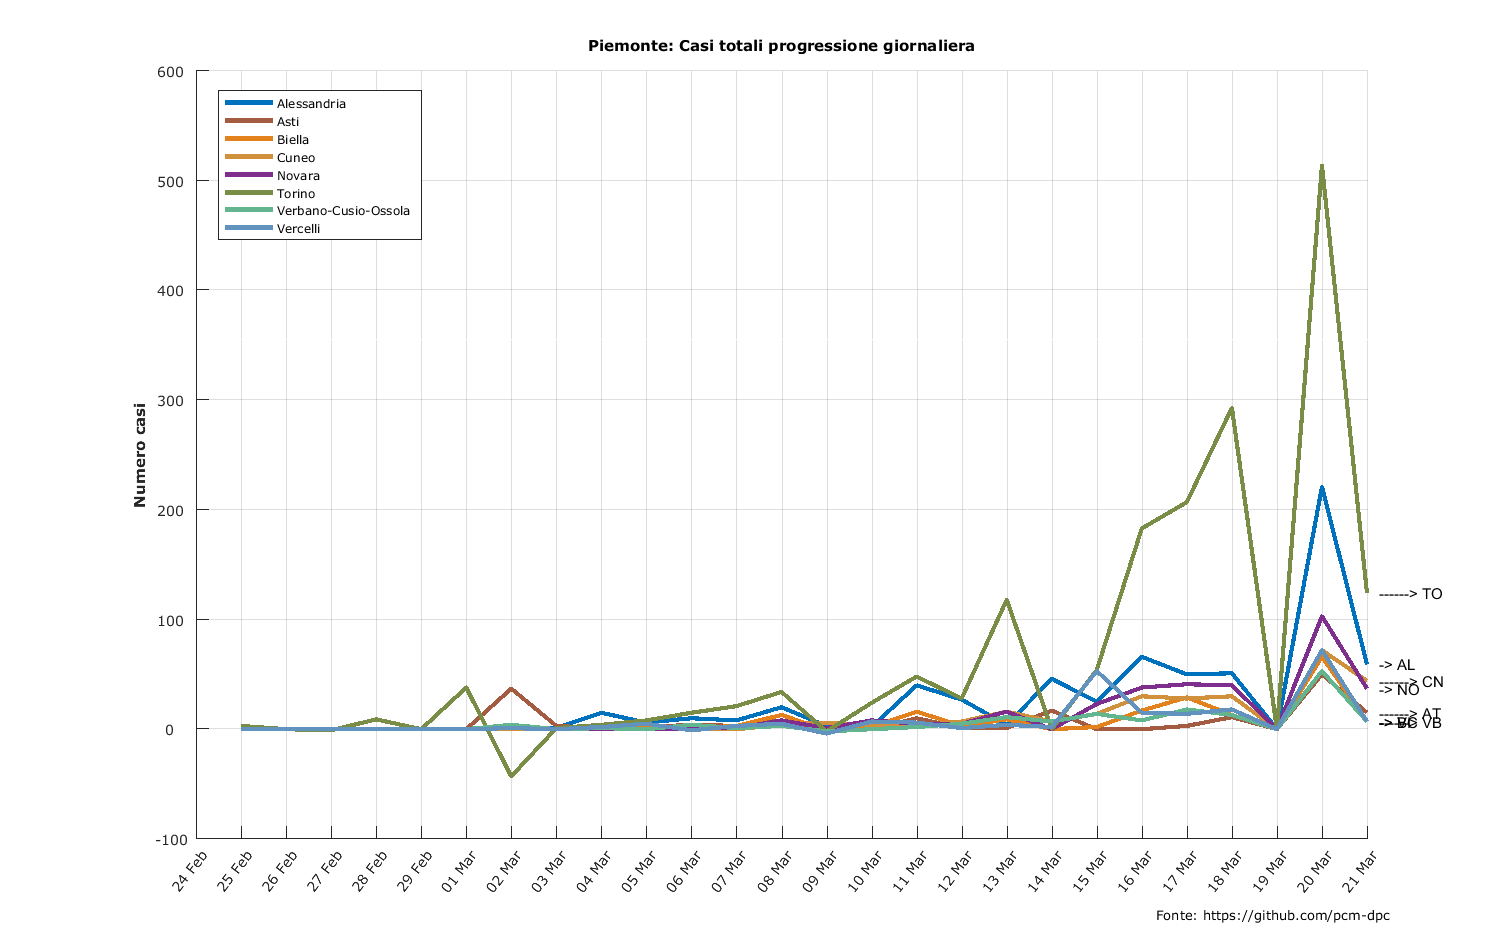 Piemonte: Casi totali progressione giornaliera
600
500
400
300
200
100
0
-100
Numero casi
Alessandria
Asti
Biella
Cuneo
Novara
Torino
Verbano-Cusio-Ossola
Vercelli
------> TO
-> AL
------> CN
-> NO
------> AT
VB
24 Feb
25 Feb
26 Feb
27 Feb
28 Feb
29 Feb
01 Mar
02 Mar
03 Mar
04 Mar
05 Mar
06 Mar
07 Mar
08 Mar
09 Mar
10 Mar
11 Mar
12 Mar
13 Mar
14 Mar
15 Mar
16 Mar
17 Mar
18 Mar
19 Mar
20 Mar
21 Mar
Fonte: https://github.com/pcm-dpc